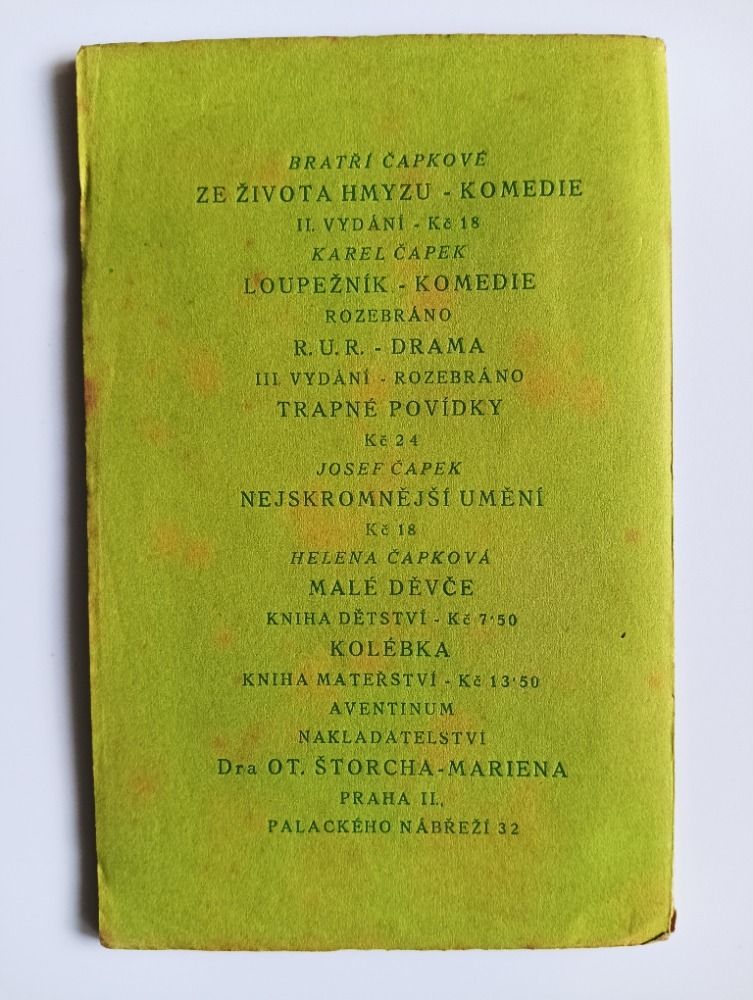 BRATŘÍ ČAPKOVÉ
ZE ŽIVOTA HMYZU - KOMEDIE
II. VYDÁNÍ - Kč 18
KAREL ČAPEK
LOUPEŽNÍK - KOMEDIE
ROZEBRÁNO
R. U. R. - DRAMA
III. VYDÁNÍ - ROZEBRÁNO
TRAPNÉ POVÍDKY
Kč 24
JOSEF ČAPEK
NEJSKROMNĚJŠÍ UMĚNÍ
Kč 18
HELENA ČAPKOVÁ
MALÉ DĚVČE
KNIHA DĚTSTVÍ - Kč 7·50
KOLÉBKA
KNIHA MATEŘSTVÍ - Kč 13·50
AVENTINUM
NAKLADATELSTVÍ
Dra OT. ŠTORCHA-MARIENA
PRAHA II.,
PALACKÉHO NÁBŘEŽÍ 32